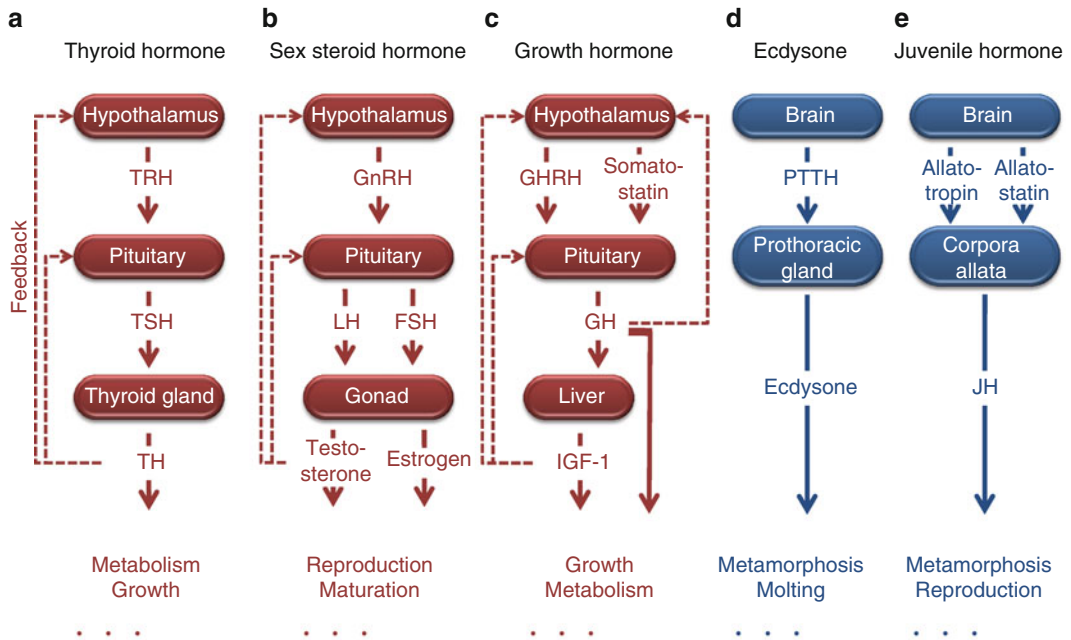 a
Thyroid hormone
Hypothalamus
TRH
Pituitary
TSH
Thyroid gland
TH
Feedback
Metabolism
Growth
. . .
b
Sex steroid hormone
Hypothalamus
GnRH
Pituitary
LH FSH
Gonad
Testo-
sterone
Estrogen
Reproduction
Maturation
. . .
c
Growth hormone
Hypothalamus
GHRH
Somato-
statin
Pituitary
GH
Liver
IGF-1
Growth
Metabolism
. . .
d
Ecdysone
Brain
PTTH
Prothoracic
gland
Ecdysone
Metamorphosis
Molting
. . .
e
Juvenile hormone
Brain
Allato-
tropin
Allato-
statin
Corpora
allata
JH
Metamorphosis
Reproduction
. . .